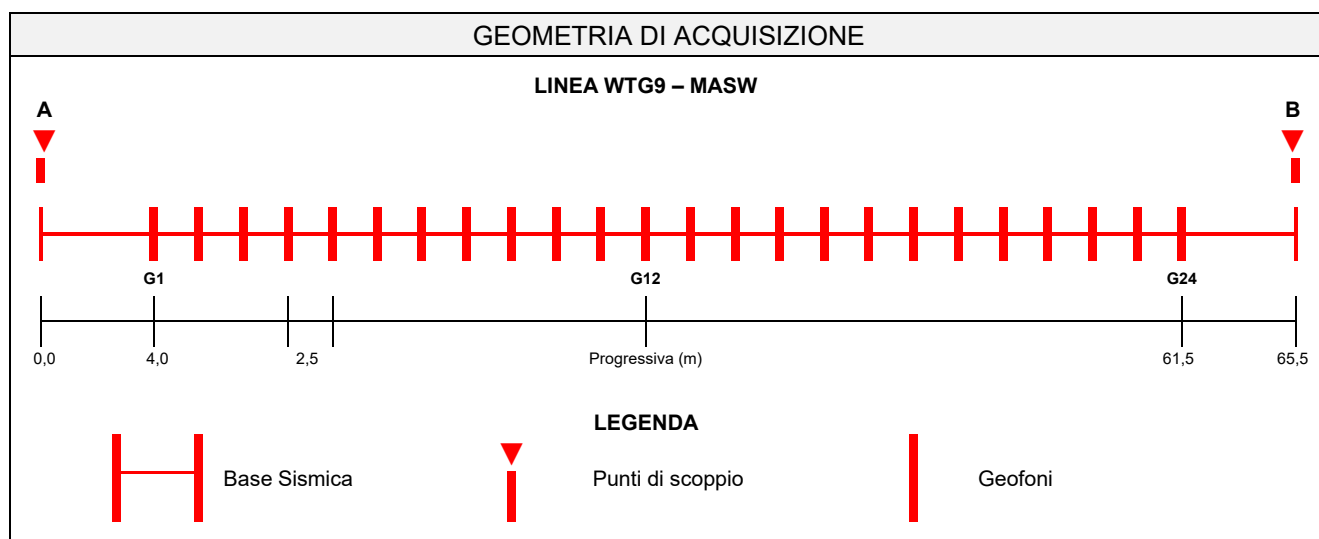 GEOMETRIA DI ACQUISIZIONE
LINEA WTG9 – MASW
A B
G1 G12 G24
0,0 4,0 2,5 Progressiva (m) 61,5 65,5
LEGENDA
Base Sismica Punti di scoppio Geofoni